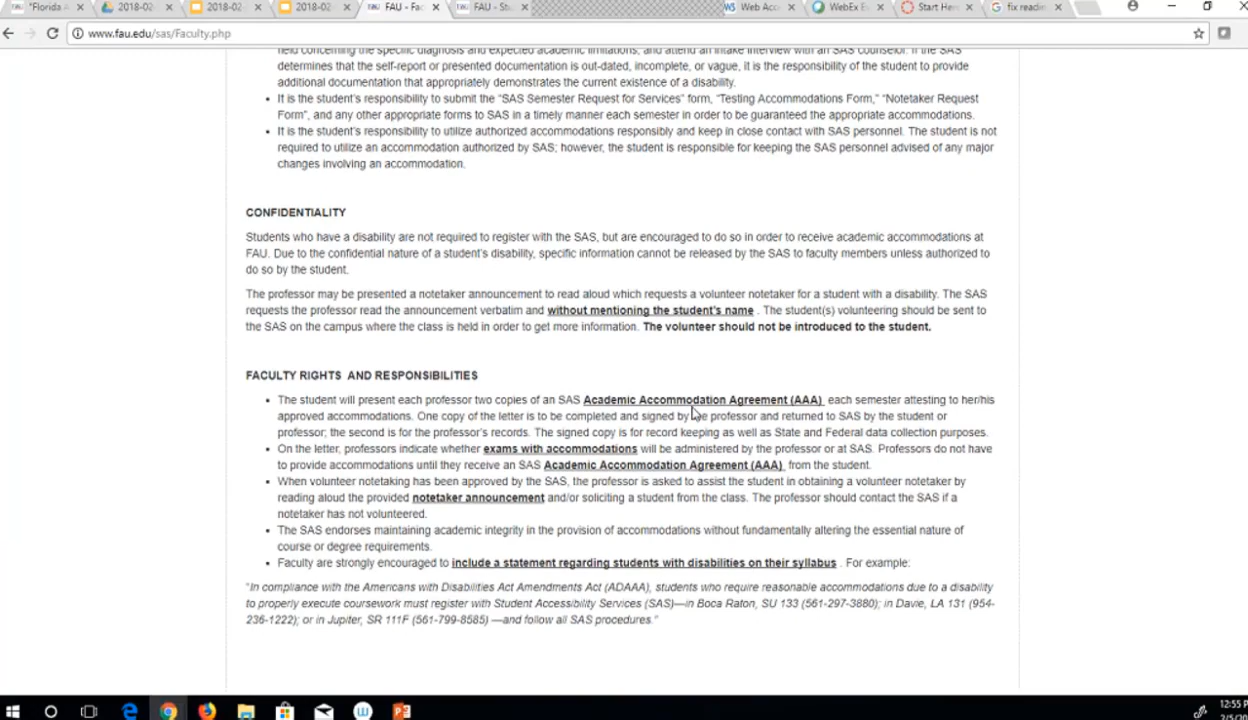 "Florida A
2018-02
2018-02
2018-02
FAU - Fac
FAU - Stu
Web Acc
WebEx E
Start Her
fix readin
www.fau.edu/sas/Faculty.php
held concerning the specific diagnosis and expected academic limitations, and attend an intake interview with an SAS counselor. If the SAS
determines that the self-report or presented documentation is out-dated, incomplete, or vague, it is the responsibility of the student to provide
additional documentation that appropriately demonstrates the current existence of a disability.
It is the student's responsibility to submit the “SAS Semester Request for Services” form, “Testing Accommodations Form,” “Notetaker Request
Form”, and any other appropriate forms to SAS in a timely manner each semester in order to be guaranteed the appropriate accommodations.
It is the student's responsibility to utilize authorized accommodations responsibly and keep in close contact with SAS personnel. The student is not
required to utilize an accommodation authorized by SAS; however, the student is responsible for keeping the SAS personnel advised of any major
changes involving an accommodation.
CONFIDENTIALITY
Students who have a disability are not required to register with the SAS, but are encouraged to do so in order to receive academic accommodations at
FAU. Due to the confidential nature of a student's disability, specific information cannot be released by the SAS to faculty members unless authorized to
do so by the student.
The professor may be presented a notetaker announcement to read aloud which requests a volunteer notetaker for a student with a disability. The SAS
requests the professor read the announcement verbatim and without mentioning the student's name . The student(s) volunteering should be sent to
the SAS on the campus where the class is held in order to get more information. The volunteer should not be introduced to the student.
FACULTY RIGHTS AND RESPONSIBILITIES
The student will present each professor two copies of an SAS Academic Accommodation Agreement (AAA) each semester attesting to her/his
approved accommodations. One copy of the letter is to be completed and signed by the professor and returned to SAS by the student or
professor; the second is for the professor's records. The signed copy is for record keeping as well as State and Federal data collection purposes.
On the letter, professors indicate whether exams with accommodations will be administered by the professor or at SAS. Professors do not have
to provide accommodations until they receive an SAS Academic Accommodation Agreement (AAA) from the student.
When volunteer notetaking has been approved by the SAS, the professor is asked to assist the student in obtaining a volunteer notetaker by
reading aloud the provided notetaker announcement and/or soliciting a student from the class. The professor should contact the SAS if a
notetaker has not volunteered.
The SAS endorses maintaining academic integrity in the provision of accommodations without fundamentally altering the essential nature of
course or degree requirements.
Faculty are strongly encouraged to include a statement regarding students with disabilities on their syllabus . For example:
“In compliance with the Americans with Disabilities Act Amendments Act (ADAAA), students who require reasonable accommodations due to a disability
to properly execute coursework must register with Student Accessibility Services (SAS)—in Boca Raton, SU 133 (561-297-3880); in Davie, LA 131 (954-
236-1222); or in Jupiter, SR 111F (561-799-8585) —and follow all SAS procedures.”
12:55 P